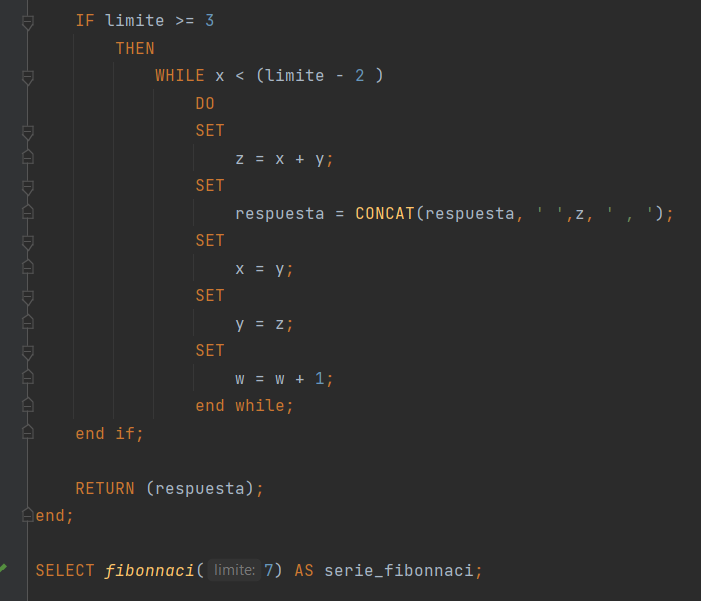 IF limite >= 3
THEN
WHILE x < (limite - 2 )
DO
SET
z = x + y;
SET
respuesta = CONCAT(respuesta, ' ',z, ' , ');
SET
x = y;
SET
y = z;
SET
w = w + 1;
end while;
end if;
RETURN (respuesta);
end;
SELECT fibonnaci( limite: 7) AS serie_fibonnaci;